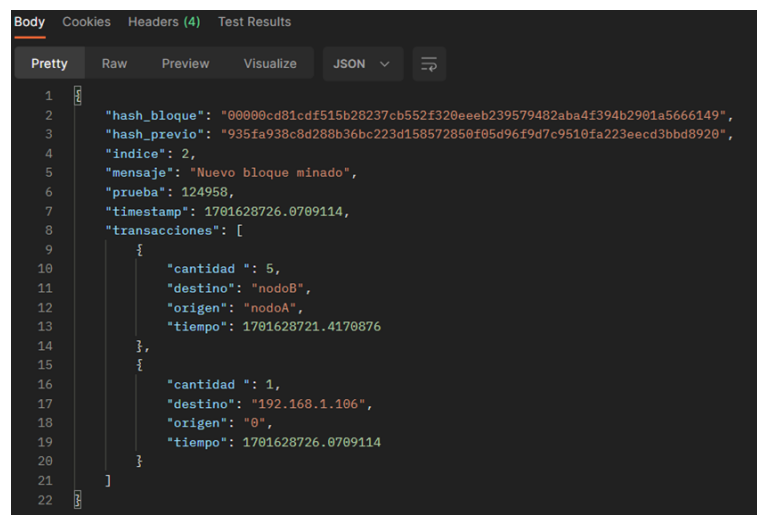 Body Cookies Headers (4) Test Results
Pretty Raw Preview Visualize JSON
1 {
2 "hash_bloque": "00000cd81cdf515b28237cb552f320eeeb239579482aba4f394b2901a5666149",
3 "hash_previo": "935fa938c8d288b36bc223d158572850f05d96f9d7c9510fa223eecd3bbd8920",
4 "indice": 2,
5 "mensaje": "Nuevo bloque minado",
6 "prueba": 124958,
7 "timestamp": 1701628726.0709114,
8 "transacciones": [
9 {
10 "cantidad ": 5,
11 "destino": "nodoB",
12 "origen": "nodoA",
13 "tiempo": 1701628721.4170876
14 },
15 {
16 "cantidad ": 1,
17 "destino": "192.168.1.106",
18 "origen": "0",
19 "tiempo": 1701628726.0709114
20 }
21 ]
22 }